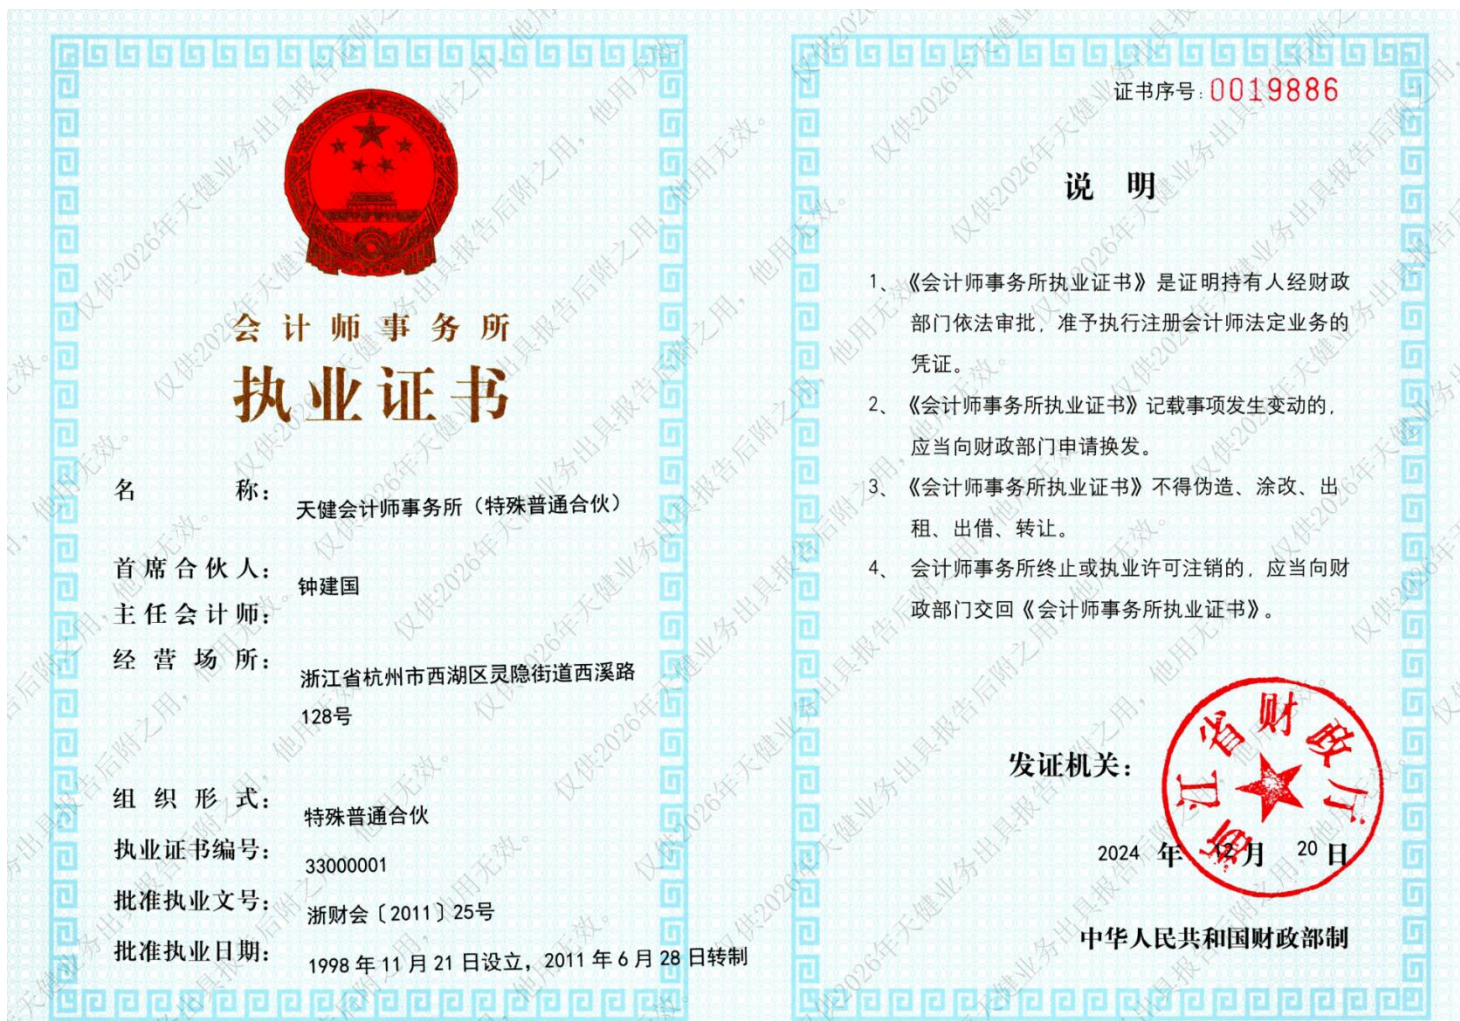 会计师事务所
执业证书
名称：
天健会计师事务所（特殊普通合伙）
首席合伙人：
钟建国
主任会计师：
经营场所：
浙江省杭州市西湖区灵隐街道西溪路
128号
组织形式：
特殊普通合伙
执业证书编号：
33000001
批准执业文号：
浙财会〔2011〕25号
批准执业日期：
1998 年 11 月 21 日设立，2011 年 6 月 28 日转制
证书序号：0019886
说 明
1、《会计师事务所执业证书》是证明持有人经财政
部门依法审批，准予执行注册会计师法定业务的
凭证。
2、《会计师事务所执业证书》记载事项发生变动的，
应当向财政部门申请换发。
3、《会计师事务所执业证书》不得伪造、涂改、出
租、出借、转让。
4、 会计师事务所终止或执业许可注销的，应当向财
政部门交回《会计师事务所执业证书》。
发证机关：
浙江省财政厅
2024 年 12 月 20 日
中华人民共和国财政部制
仅供2026年天健业务出具报告后附之用，他用无效。